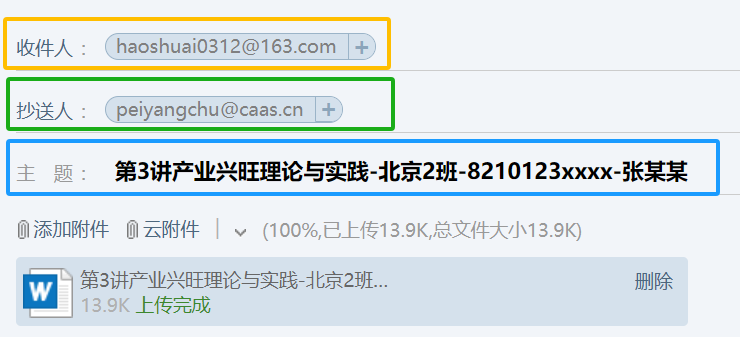 收件人： haoshuai0312@163.com +
抄送人： peiyangchu@caas.cn +
主 题： 第3讲产业兴旺理论与实践-北京2班-8210123xxxx-张某某
添加附件 云附件 | (100%,已上传13.9K,总文件大小13.9K)
W 第3讲产业兴旺理论与实践-北京2班... 删除
13.9K 上传完成